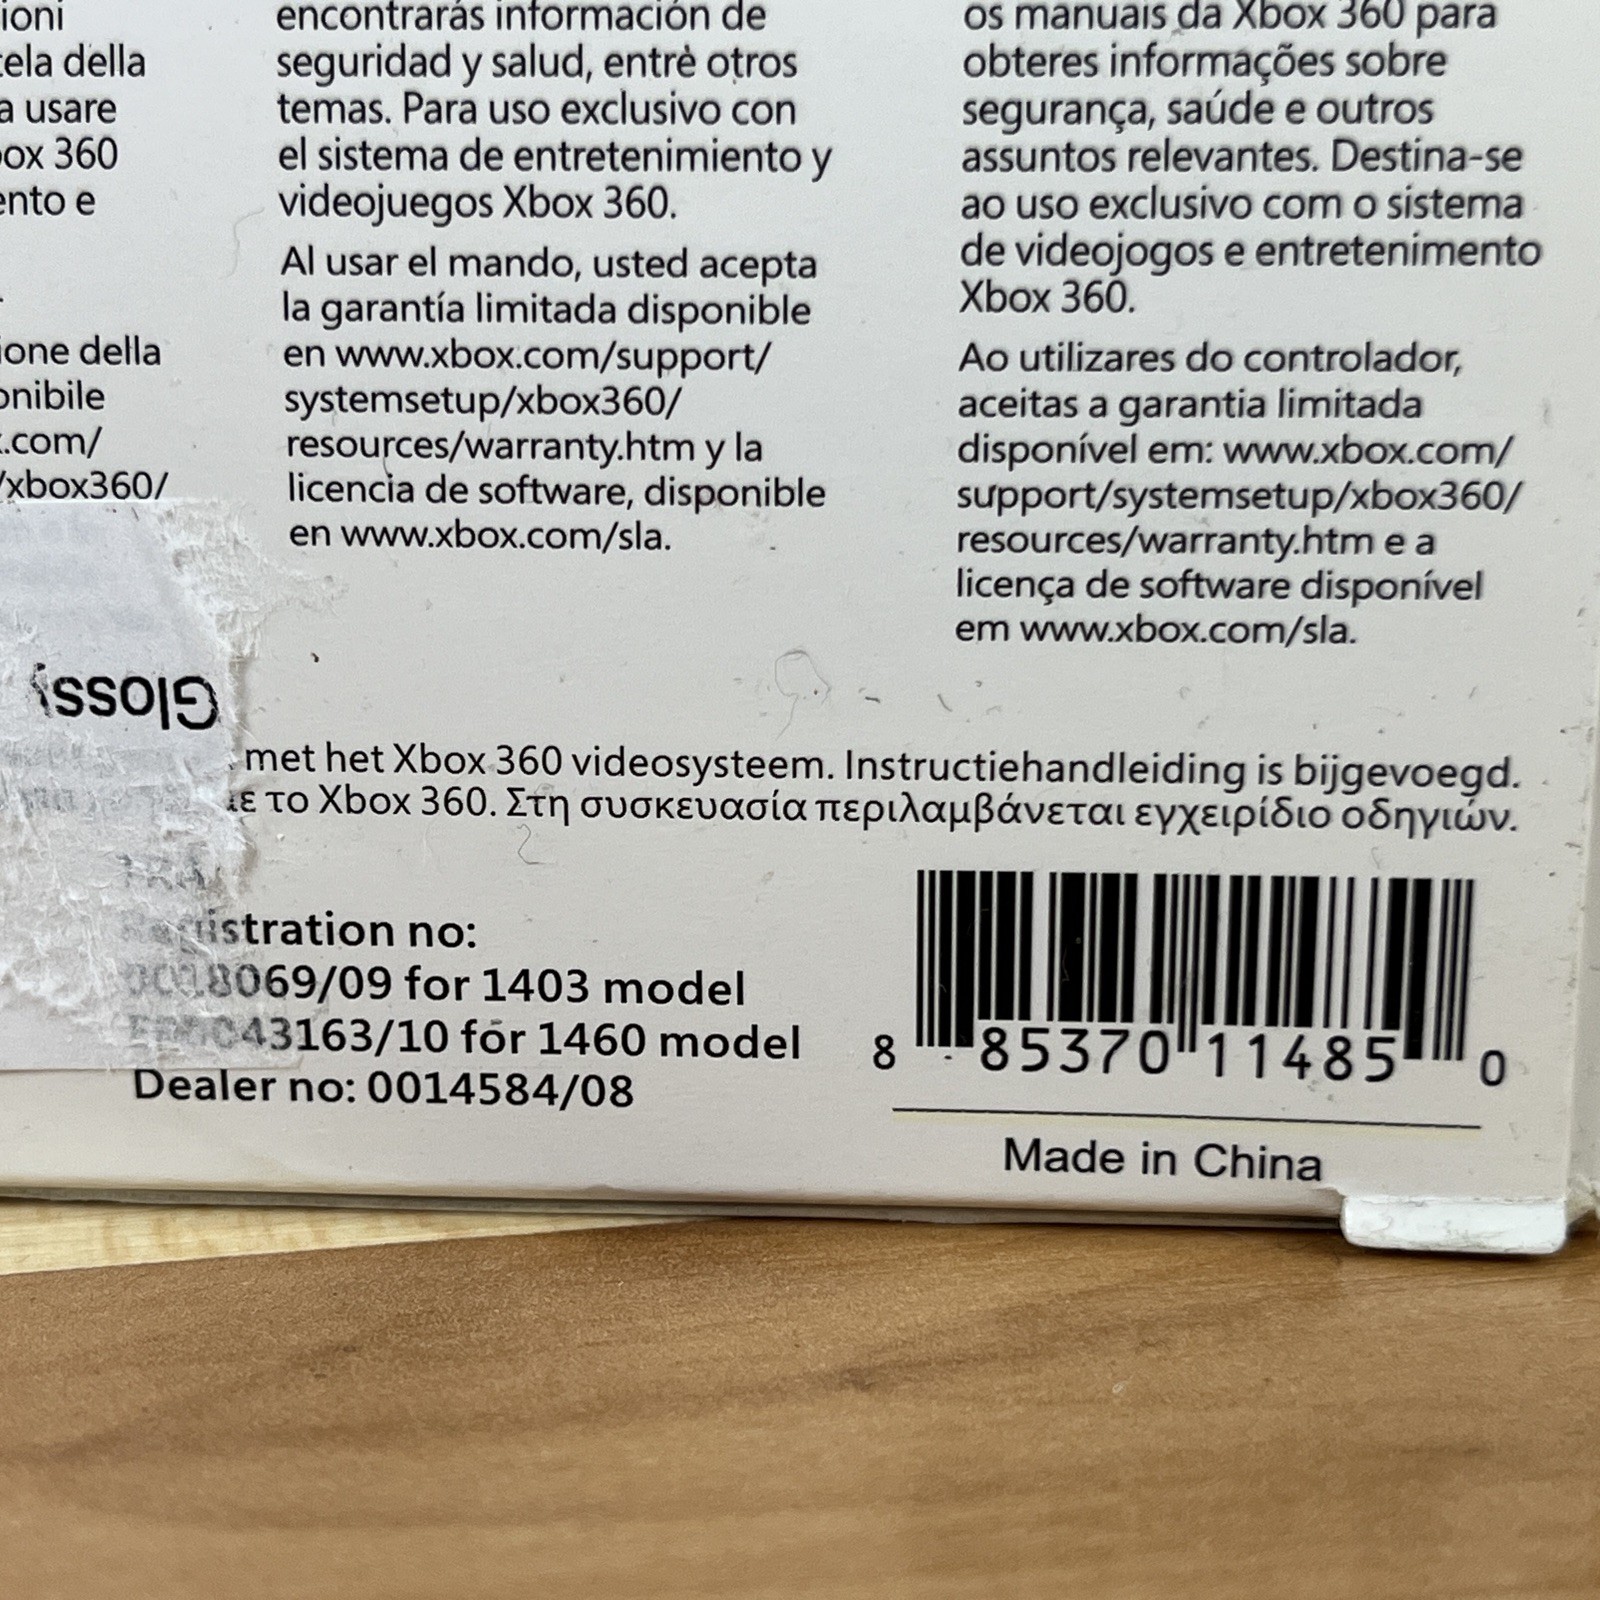 ioni
ela della
a usare
ox 360
ento e
ione della
onibile
.com/
/xbox360/
encontrarás información de
seguridad y salud, entre otros
temas. Para uso exclusivo con
el sistema de entretenimiento y
videojuegos Xbox 360.
Al usar el mando, usted acepta
la garantía limitada disponible
en www.xbox.com/support/
systemsetup/xbox360/
resources/warranty.htm y la
licencia de software, disponible
en www.xbox.com/sla.
os manuais da Xbox 360 para
obteres informações sobre
segurança, saúde e outros
assuntos relevantes. Destina-se
ao uso exclusivo com o sistema
de videojogos e entretenimento
Xbox 360.
Ao utilizares do controlador,
aceitas a garantia limitada
disponível em: www.xbox.com/
support/systemsetup/xbox360/
resources/warranty.htm e a
licença de software disponível
em www.xbox.com/sla.
Glossy
met het Xbox 360 videosysteem. Instructiehandleiding is bijgevoegd.
με το Xbox 360. Στη συσκευασία περιλαμβάνεται εγχειρίδιο οδηγιών.
TRA
Registration no:
0018069/09 for 1403 model
043163/10 for 1460 model
Dealer no: 0014584/08
8 85370 11485 0
Made in China